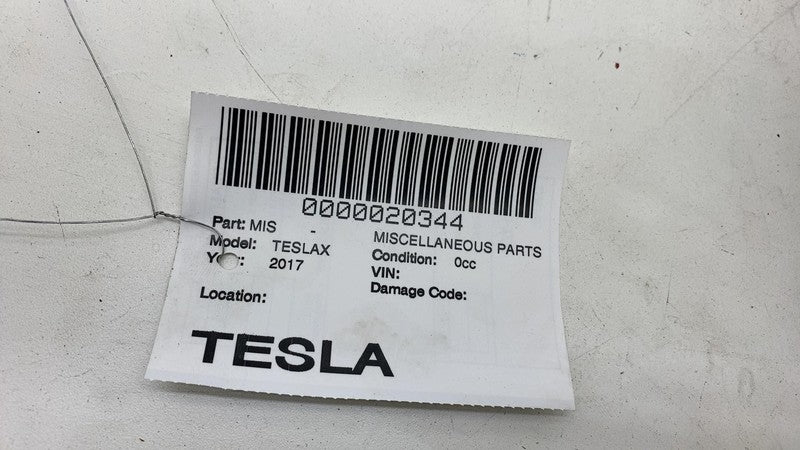 0000020344
Part: MIS - MISCELLANEOUS PARTS
Model: TESLAX Condition: 0cc
2017 VIN:
Location: Damage Code:
TESLA